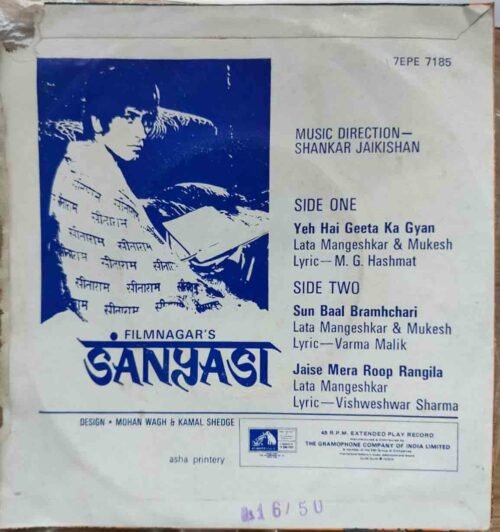 7EPE 7185
MUSIC DIRECTION—
SHANKAR JAIKISHAN
SIDE ONE
Yeh Hai Geeta Ka Gyan
Lata Mangeshkar & Mukesh
Lyric—M. G. Hashmat
SIDE TWO
Sun Baal Bramhchari
Lata Mangeshkar & Mukesh
Lyric—Varma Malik
Jaise Mera Roop Rangila
Lata Mangeshkar
Lyric—Vishweshwar Sharma
सीताराम सीताराम
सीताराम सीताराम
सीताराम सीताराम
FILMNAGAR'S
SANYASI
DESIGN • MOHAN WAGH & KAMAL SHEDGE
asha printery
45 R.P.M. EXTENDED PLAY RECORD
THE GRAMOPHONE COMPANY OF INDIA LIMITED
16/50